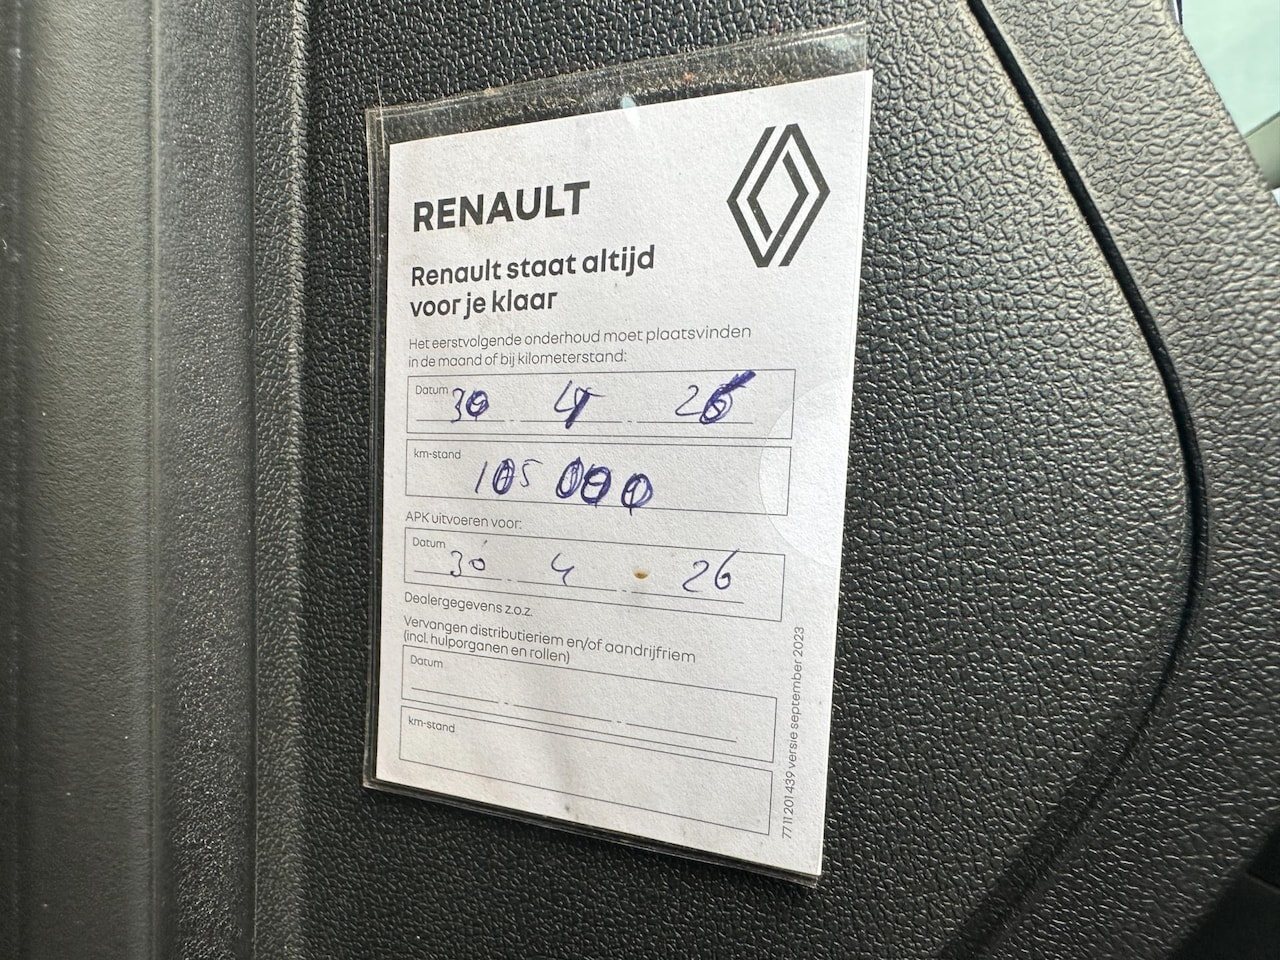 RENAULT
Renault staat altijd
voor je klaar
Het eerstvolgende onderhoud moet plaatsvinden
in de maand of bij kilometerstand:
Datum 30 4 26
km-stand 105 000
APK uitvoeren voor:
Datum 30 4 26
Dealergegevens z.o.z.
Vervangen distributieriem en/of aandrijfriem
(incl. hulporganen en rollen)
Datum
km-stand
77 11 201 439 versie september 2023